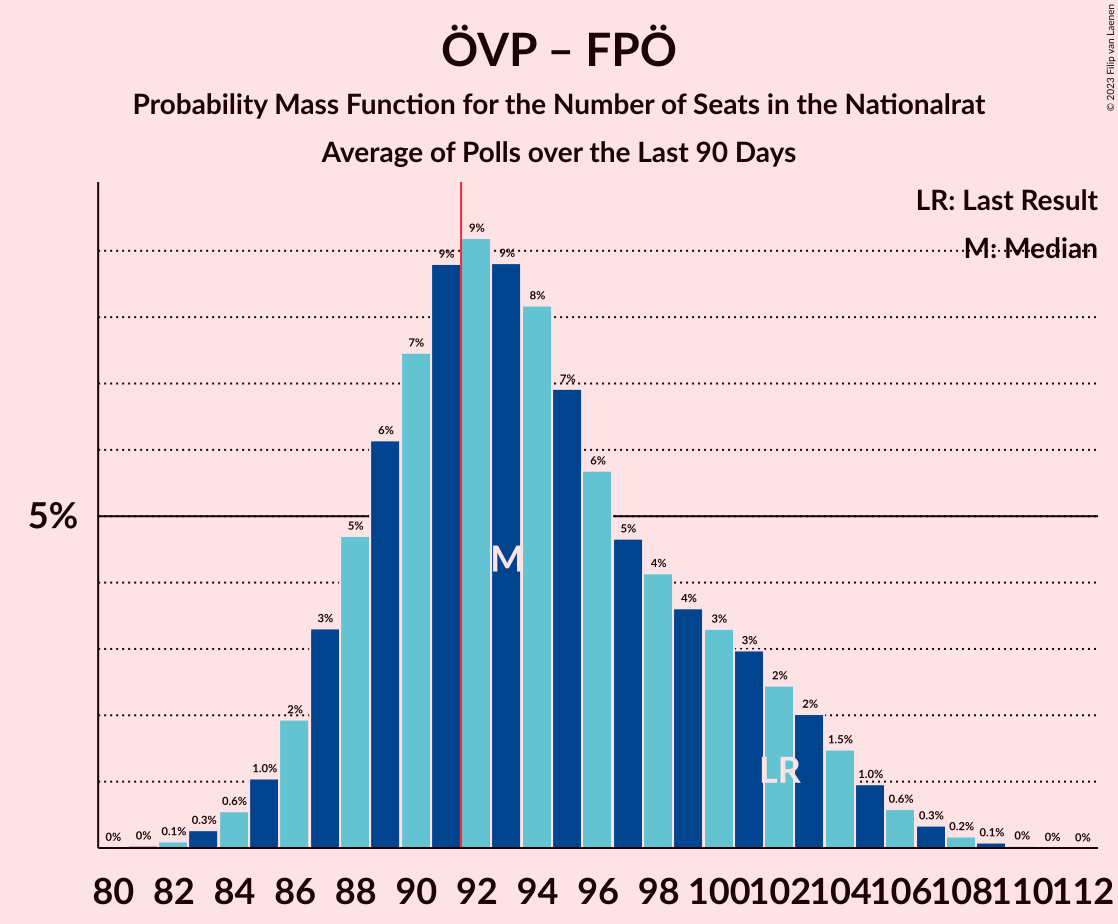 ÖVP – FPÖ
Probability Mass Function for the Number of Seats in the Nationalrat
Average of Polls over the Last 90 Days
© 2023 Filip van Laenen
LR: Last Result
M: Median
5%
0% 0% 0.1% 0.3% 0.6% 1.0% 2% 3% 5% 6% 7% 9% 9% 9% 8% 7% 6% 5% 4% 4% 3% 3% 2% 2% 1.5% 1.0% 0.6% 0.3% 0.2% 0.1% 0% 0% 0%
M
LR
80 82 84 86 88 90 92 94 96 98 100 102 104 106 108 110 112